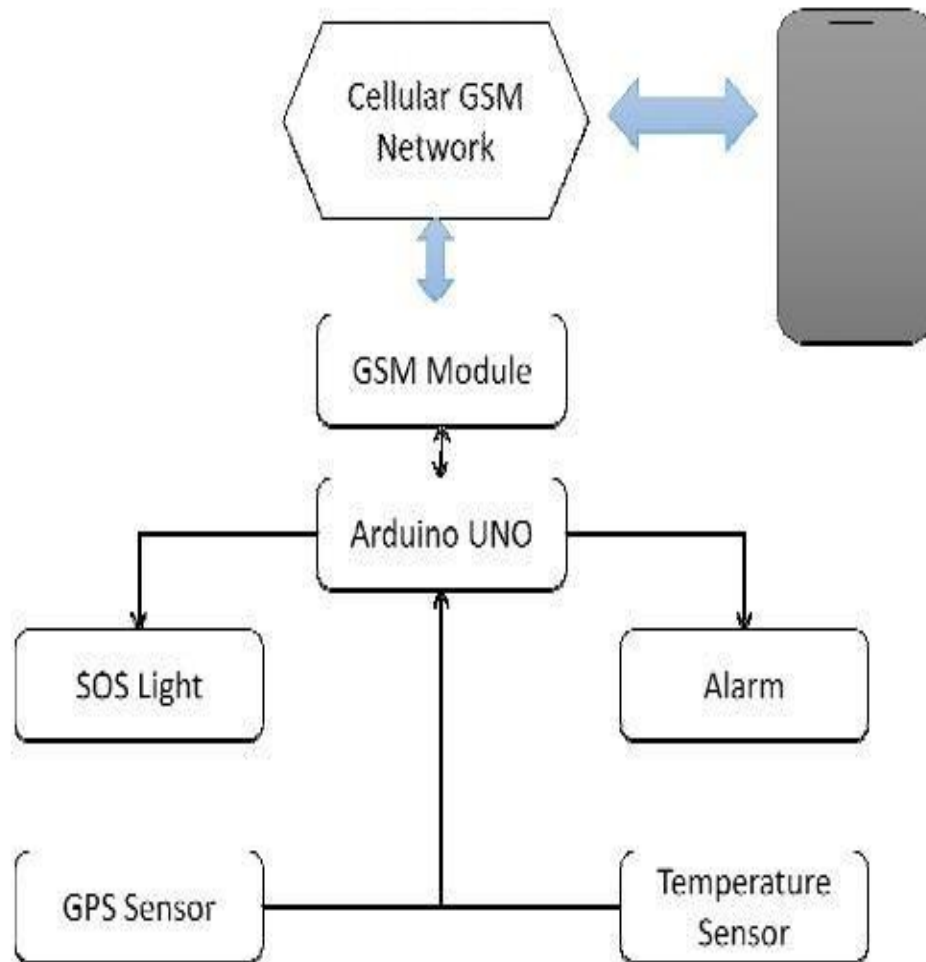 Cellular GSM
Network
GSM Module
Arduino UNO
SOS Light
Alarm
GPS Sensor
Temperature
Sensor